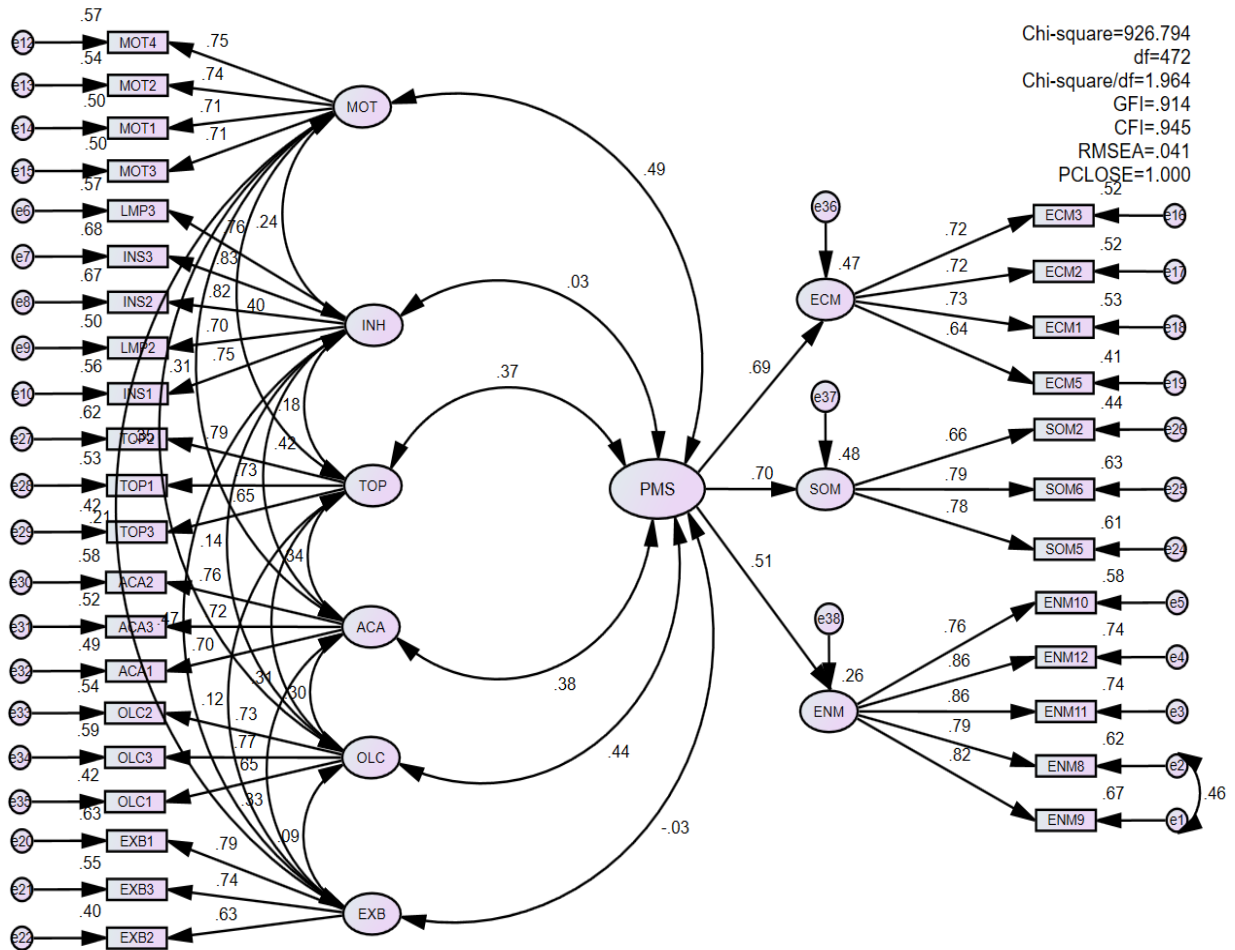 Chi-square=926.794
df=472
Chi-square/df=1.964
GFI=.914
CFI=.945
RMSEA=.041
PCLOSE=1.000
.57
e12 MOT4 .75
.54
e13 MOT2 .74
.50
e14 MOT1 .71
.50
e15 MOT3 .71
MOT
.49
.57
e6 LMP3 .76
.24
.68
e7 INS3 .83
.67
e8 INS2 .82
.40
INH
.03
.50
e9 LMP2 .70
.56
e10 INS1 .75
.31
.18
.37
.62
e27 TOP2 .79
.42
.53
e28 TOP1 .73
TOP
.42
e29 TOP3 .65
.21
.14
.34
.58
e30 ACA2 .76
.52
e31 ACA3 .72
.47
ACA
.49
e32 ACA1 .70
.38
.54
e33 OLC2 .73
.12
.31
.30
.59
e34 OLC3 .77
OLC
.44
.42
e35 OLC1 .65
.33
.63
e20 EXB1 .79
.09
-.03
.55
e21 EXB3 .74
EXB
.40
e22 EXB2 .63
PMS
.69
.70
.51
e36
.47
ECM
.72 ECM3 .52 e16
.72 ECM2 .52 e17
.73 ECM1 .53 e18
.64 ECM5 .41 e19
e37
.48
SOM
.66 SOM2 .44 e26
.79 SOM6 .63 e25
.78 SOM5 .61 e24
e38
.26
ENM
.76 ENM10 .58 e5
.86 ENM12 .74 e4
.86 ENM11 .74 e3
.79 ENM8 .62 e2
.82 ENM9 .67 e1
.46